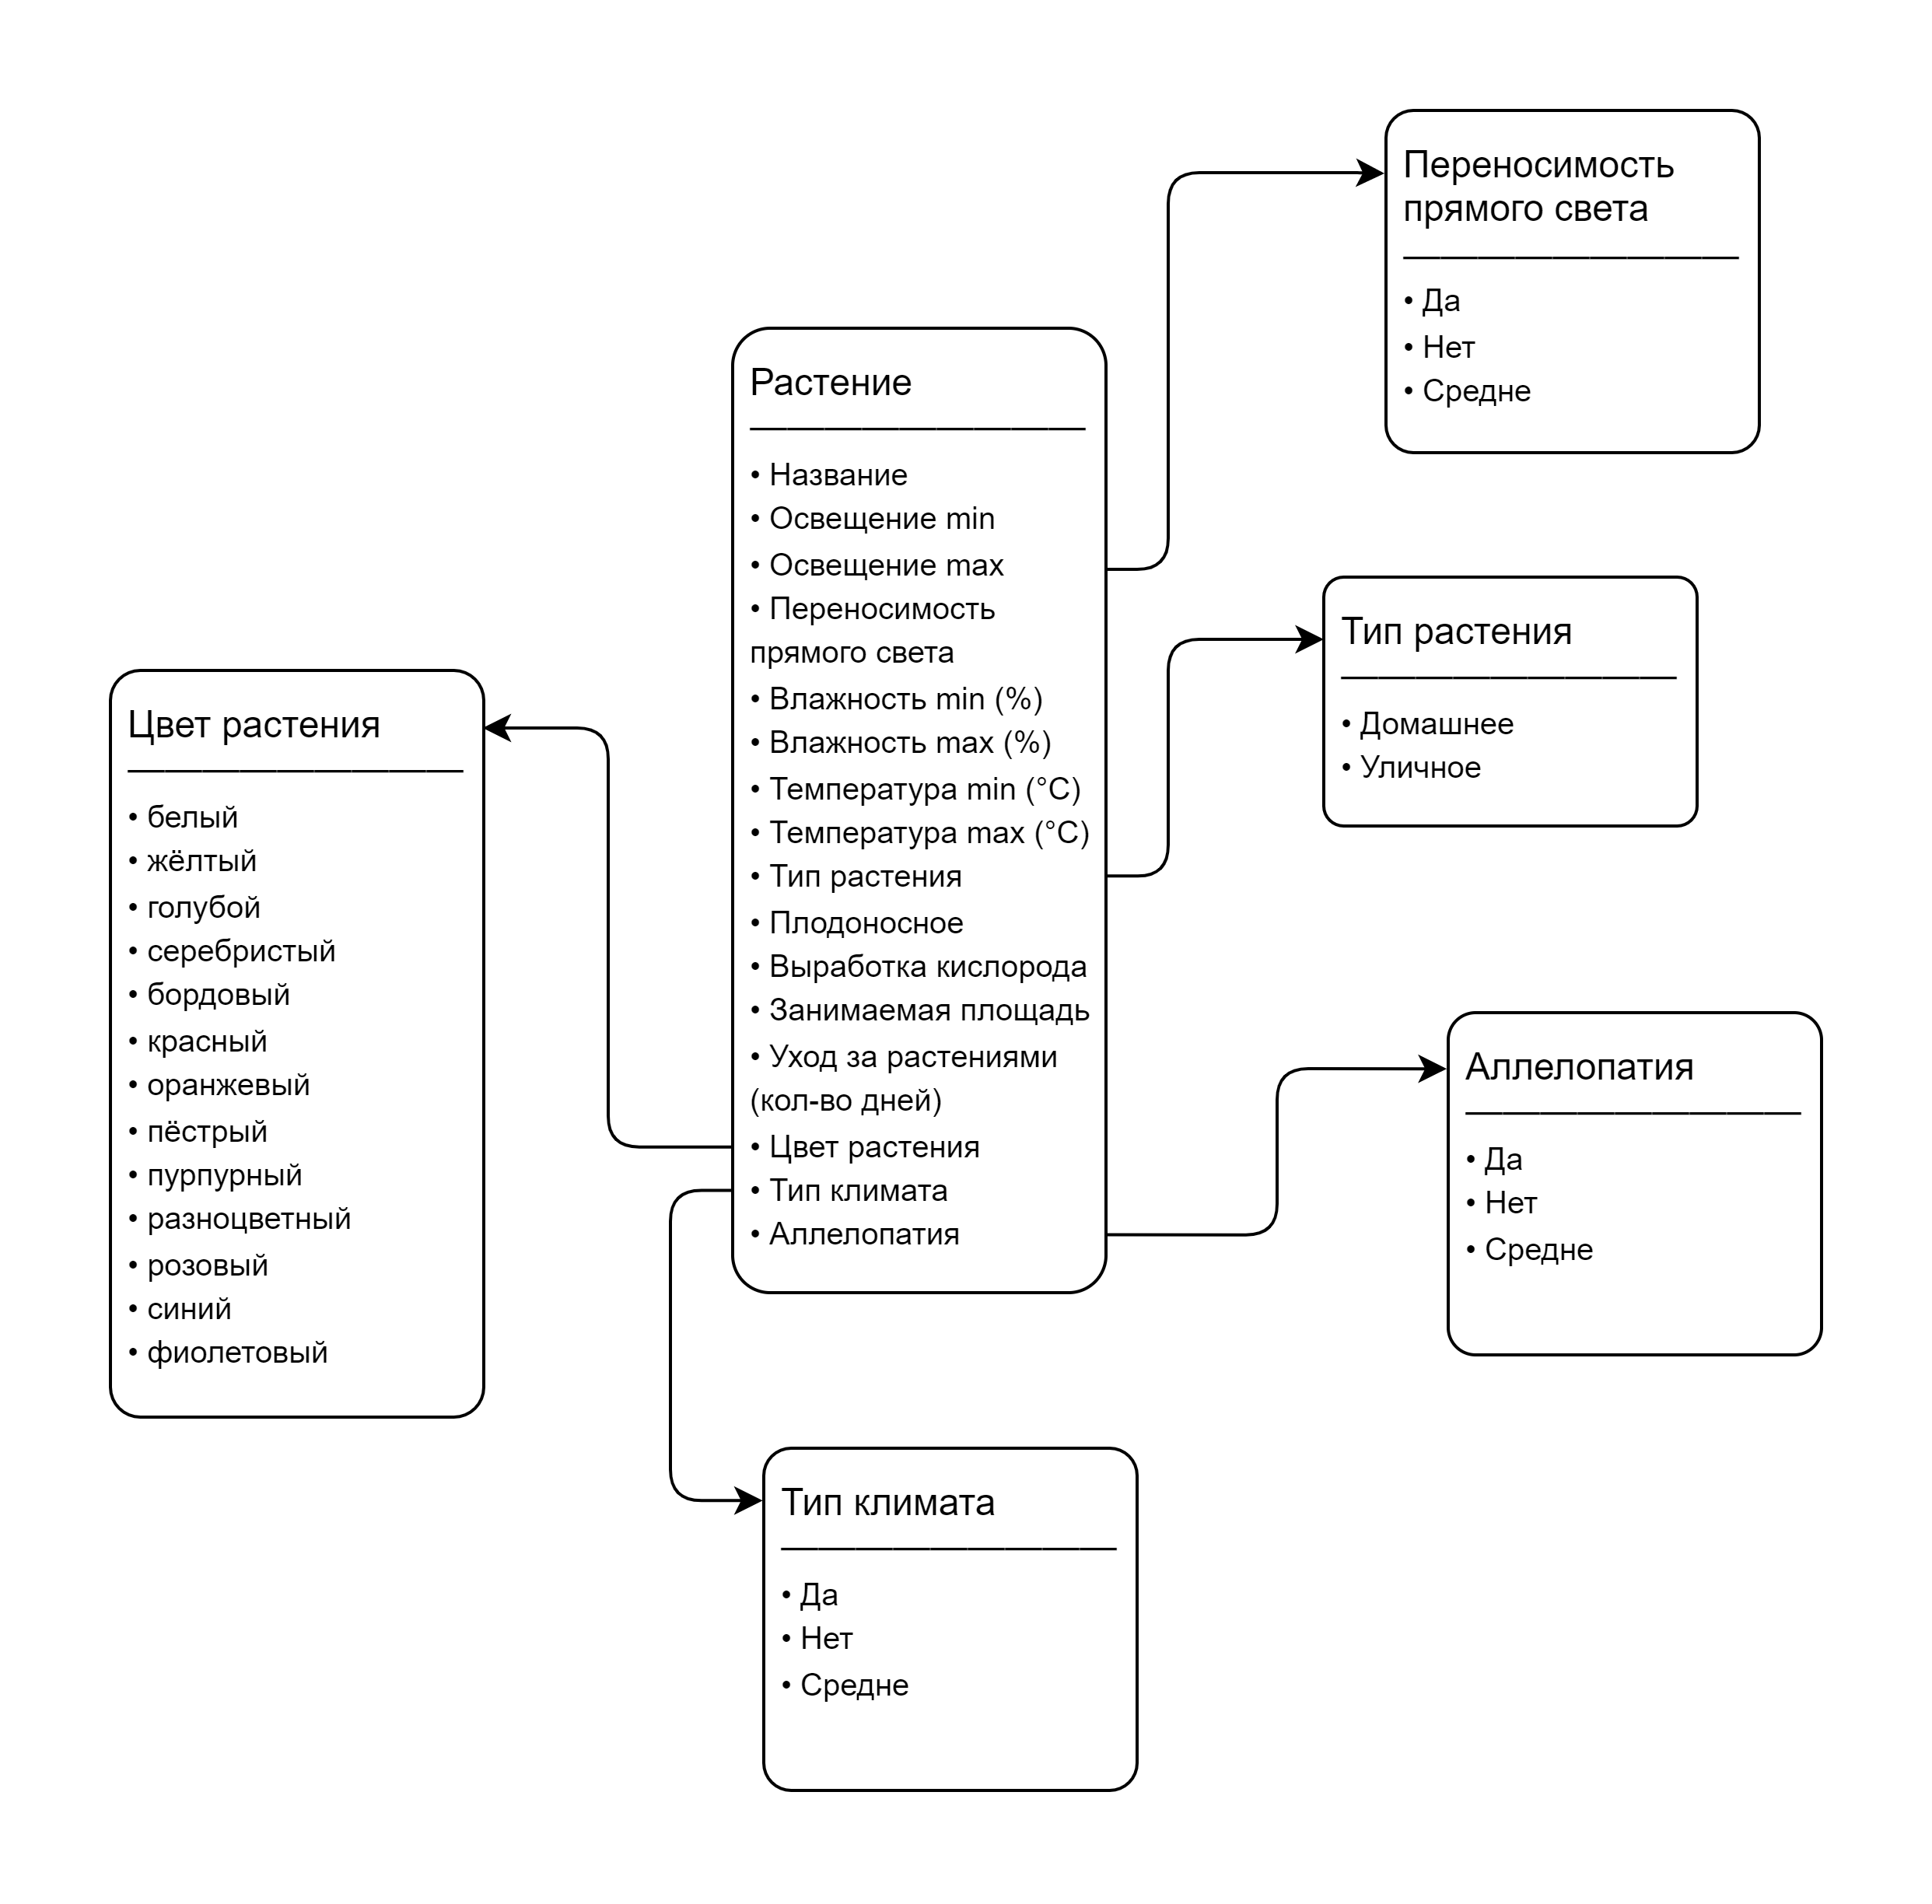 Переносимость
прямого света
• Да
• Нет
• Средне
Растение
• Название
• Освещение min
• Освещение max
• Переносимость
прямого света
• Влажность min (%)
• Влажность max (%)
• Температура min (°C)
• Температура max (°C)
• Тип растения
• Плодоносное
• Выработка кислорода
• Занимаемая площадь
• Уход за растениями
(кол-во дней)
• Цвет растения
• Тип климата
• Аллелопатия
Тип растения
• Домашнее
• Уличное
Цвет растения
• белый
• жёлтый
• голубой
• серебристый
• бордовый
• красный
• оранжевый
• пёстрый
• пурпурный
• разноцветный
• розовый
• синий
• фиолетовый
Аллелопатия
• Да
• Нет
• Средне
Тип климата
• Да
• Нет
• Средне